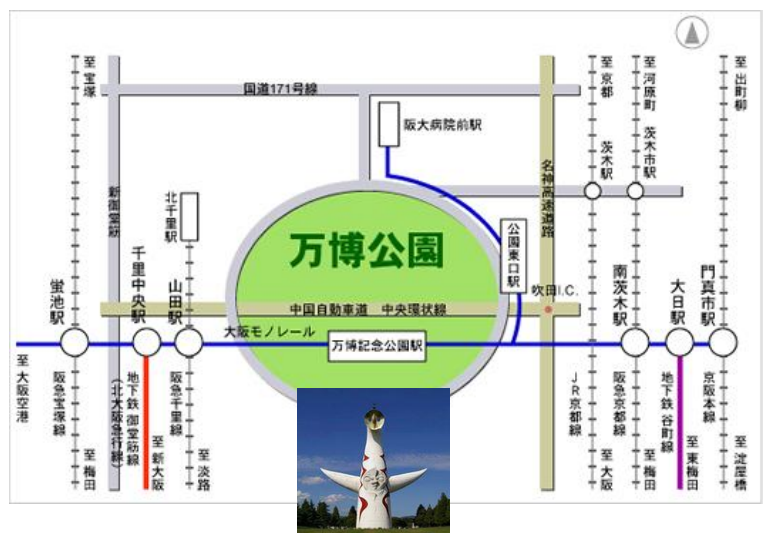 至 宝塚
国道171号線
新御堂筋
阪大病院前駅
至 京都
至 河原町
至 出町柳
茨木駅
茨木市駅
名神高速道路
北千里駅
万博公園
公園東口駅
吹田I.C.
蛍池駅
千里中央駅
山田駅
中国自動車道 中央環状線
南茨木駅
大日駅
門真市駅
大阪モノレール
万博記念公園駅
至 大阪空港
阪急宝塚線
至 梅田
(北大阪急行線)
地下鉄 御堂筋線
至 新大阪
阪急千里線
至 淡路
JR京都線
至 大阪
阪急京都線
至 梅田
地下鉄 谷町線
至 東梅田
京阪本線
至 淀屋橋